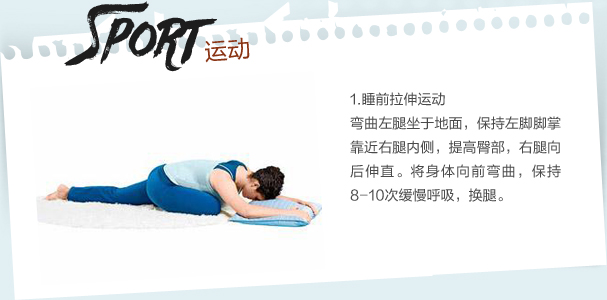 SPORT 运动
1.睡前拉伸运动
弯曲左腿坐于地面，保持左脚脚掌
靠近右腿内侧，提高臀部，右腿向
后伸直。将身体向前弯曲，保持
8-10次缓慢呼吸，换腿。